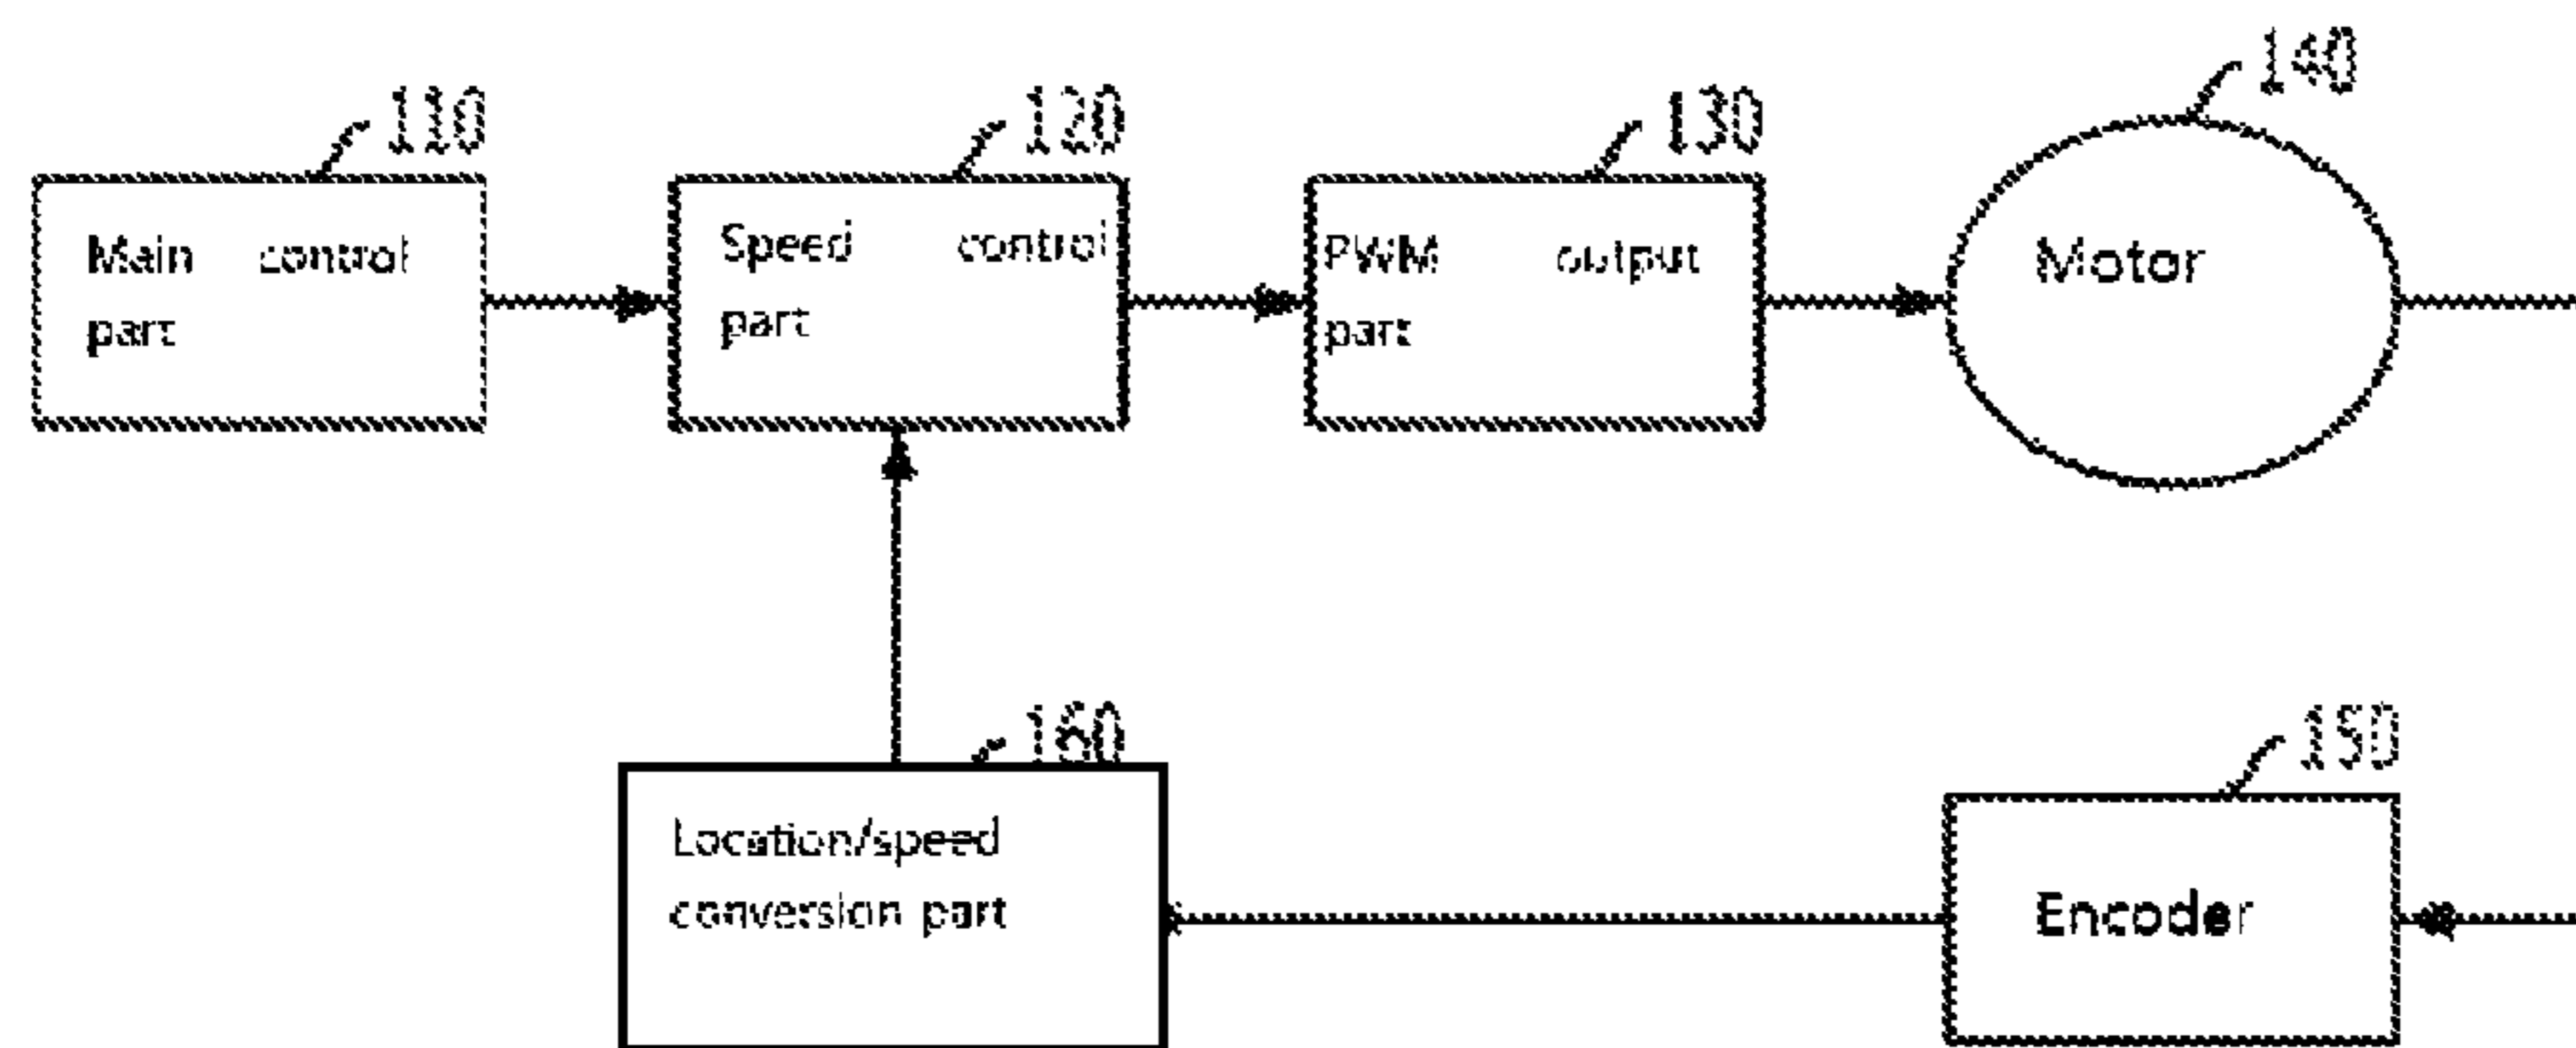 110
120
130
140
Main control
part
Speed control
part
PWM output
part
Motor
160
150
Location/speed
conversion part
Encoder